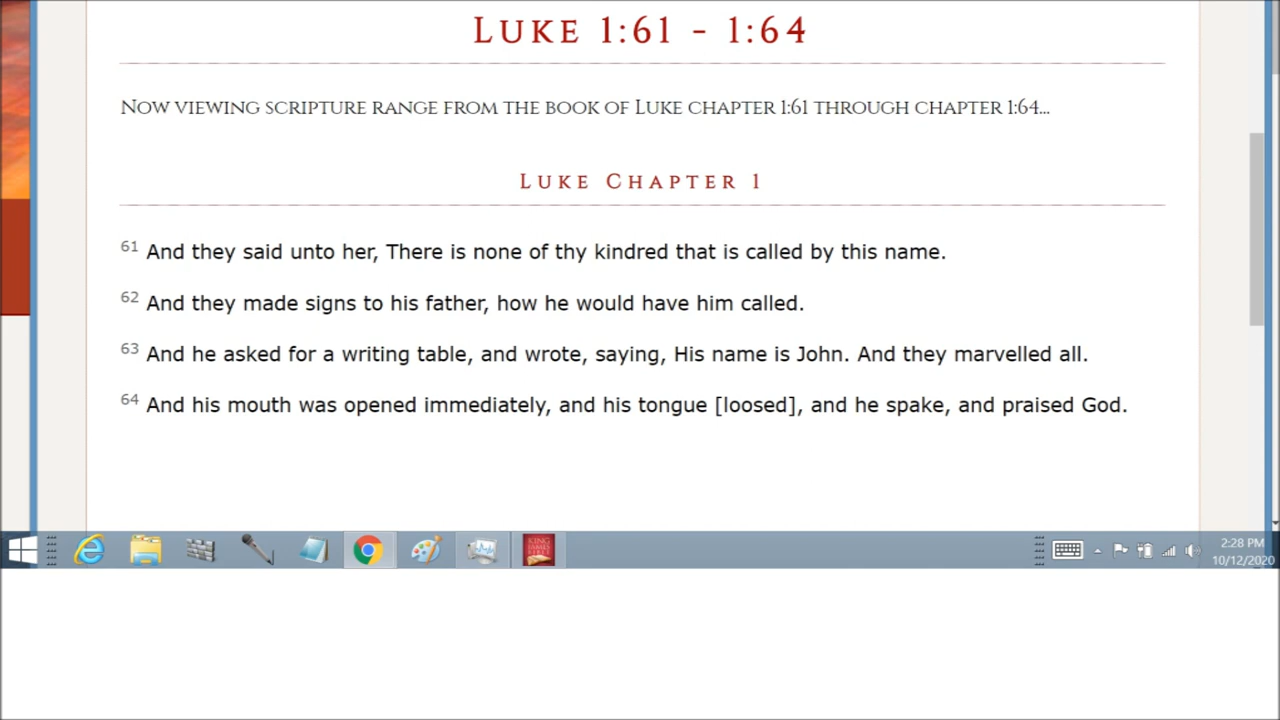 LUKE 1:61 - 1:64
NOW VIEWING SCRIPTURE RANGE FROM THE BOOK OF LUKE CHAPTER 1:61 THROUGH CHAPTER 1:64...
LUKE CHAPTER 1
61 And they said unto her, There is none of thy kindred that is called by this name.
62 And they made signs to his father, how he would have him called.
63 And he asked for a writing table, and wrote, saying, His name is John. And they marvelled all.
64 And his mouth was opened immediately, and his tongue [loosed], and he spake, and praised God.
KING
JAMES
BIBLE
2:28 PM
10/12/2020